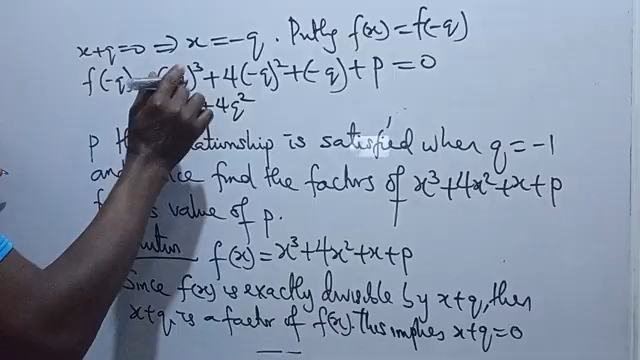 x+q=0 ⇒ x=-q. Putting f(x)=f(-q)
f(-q) )³+4(-q)²+(-q)+p=0
+4q²
p relationship is satisfied when q=-1
and find the factors of x³+4x²+x+p
value of p.
f(x)=x³+4x²+x+p
Since f(x) is exactly divisible by x+q, then
x+q is a factor of f(x). This implies x+q=0